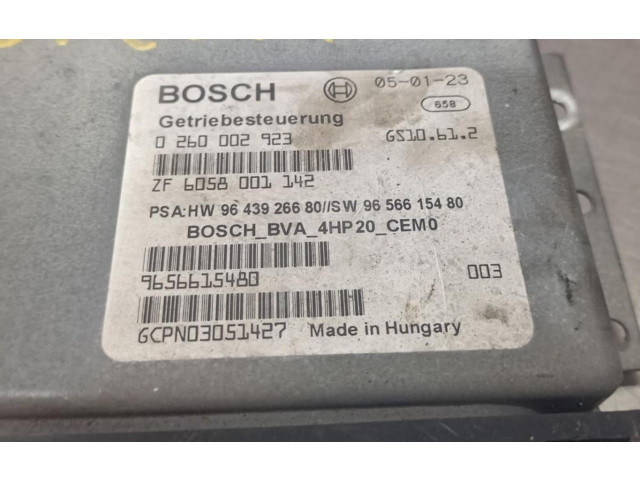 BOSCH 05-01-23
658
Getriebesteuerung
0 260 002 923 GS10.61.2
ZF 6058 001 142
PSA:HW 96 439 266 80//SW 96 566 154 80
BOSCH_BVA_4HP20_CEM0
9656615480 003
GCPN03051427 Made in Hungary